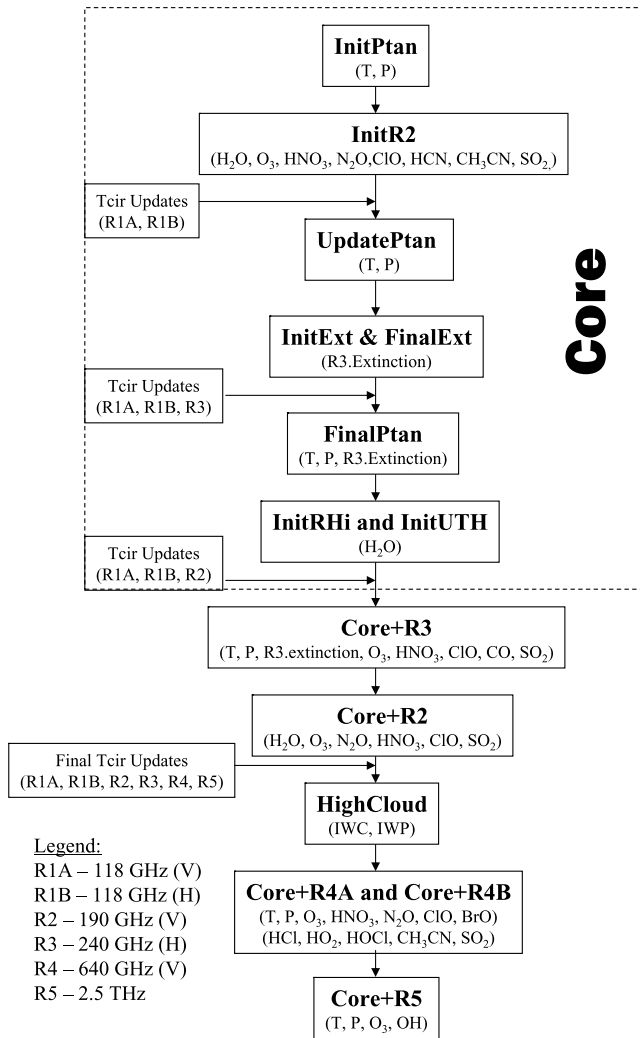 InitPtan
(T, P)
InitR2
(H₂O, O₃, HNO₃, N₂O,ClO, HCN, CH₃CN, SO₂,)
Tcir Updates
(R1A, R1B)
UpdatePtan
(T, P)
Core
InitExt & FinalExt
(R3.Extinction)
Tcir Updates
(R1A, R1B, R3)
FinalPtan
(T, P, R3.Extinction)
InitRHi and InitUTH
(H₂O)
Tcir Updates
(R1A, R1B, R2)
Core+R3
(T, P, R3.extinction, O₃, HNO₃, ClO, CO, SO₂)
Core+R2
(H₂O, O₃, N₂O, HNO₃, ClO, SO₂)
Final Tcir Updates
(R1A, R1B, R2, R3, R4, R5)
HighCloud
(IWC, IWP)
Legend:
R1A – 118 GHz (V)
R1B – 118 GHz (H)
R2 – 190 GHz (V)
R3 – 240 GHz (H)
R4 – 640 GHz (V)
R5 – 2.5 THz
Core+R4A and Core+R4B
(T, P, O₃, HNO₃, N₂O, ClO, BrO)
(HCl, HO₂, HOCl, CH₃CN, SO₂)
Core+R5
(T, P, O₃, OH)